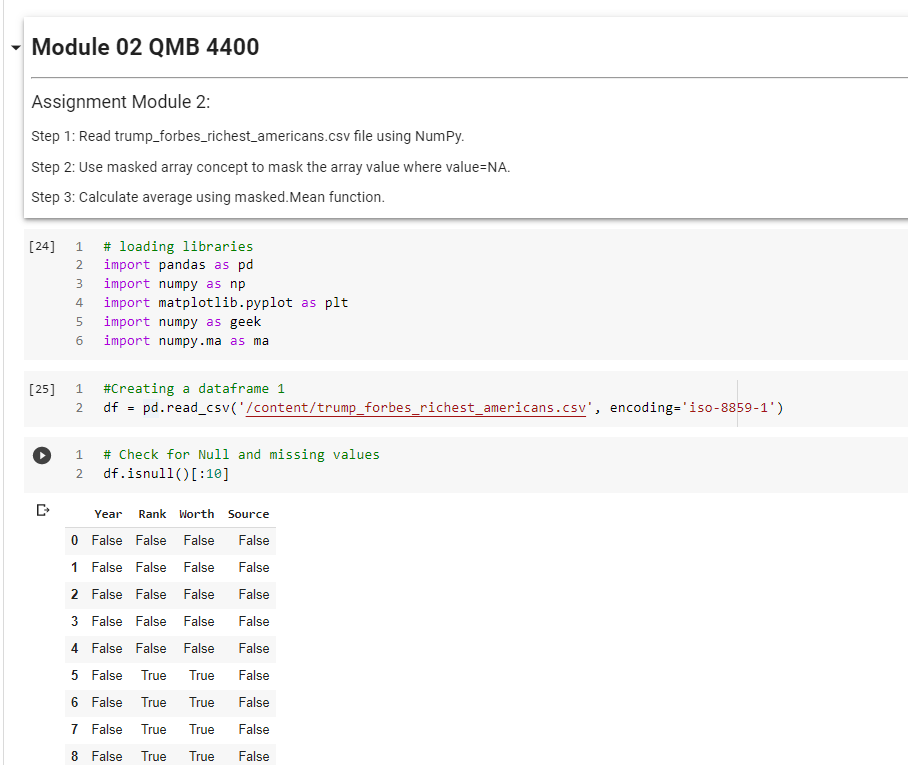 Module 02 QMB 4400
Assignment Module 2:
Step 1: Read trump_forbes_richest_americans.csv file using NumPy.
Step 2: Use masked array concept to mask the array value where value=NA.
Step 3: Calculate average using masked.Mean function.
[24] 1 # loading libraries
2 import pandas as pd
3 import numpy as np
4 import matplotlib.pyplot as plt
5 import numpy as geek
6 import numpy.ma as ma
[25] 1 #Creating a dataframe 1
2 df = pd.read_csv('/content/trump_forbes_richest_americans.csv', encoding='iso-8859-1')
1 # Check for Null and missing values
2 df.isnull()[:10]
Year Rank Worth Source
0 False False False False
1 False False False False
2 False False False False
3 False False False False
4 False False False False
5 False True True False
6 False True True False
7 False True True False
8 False True True False